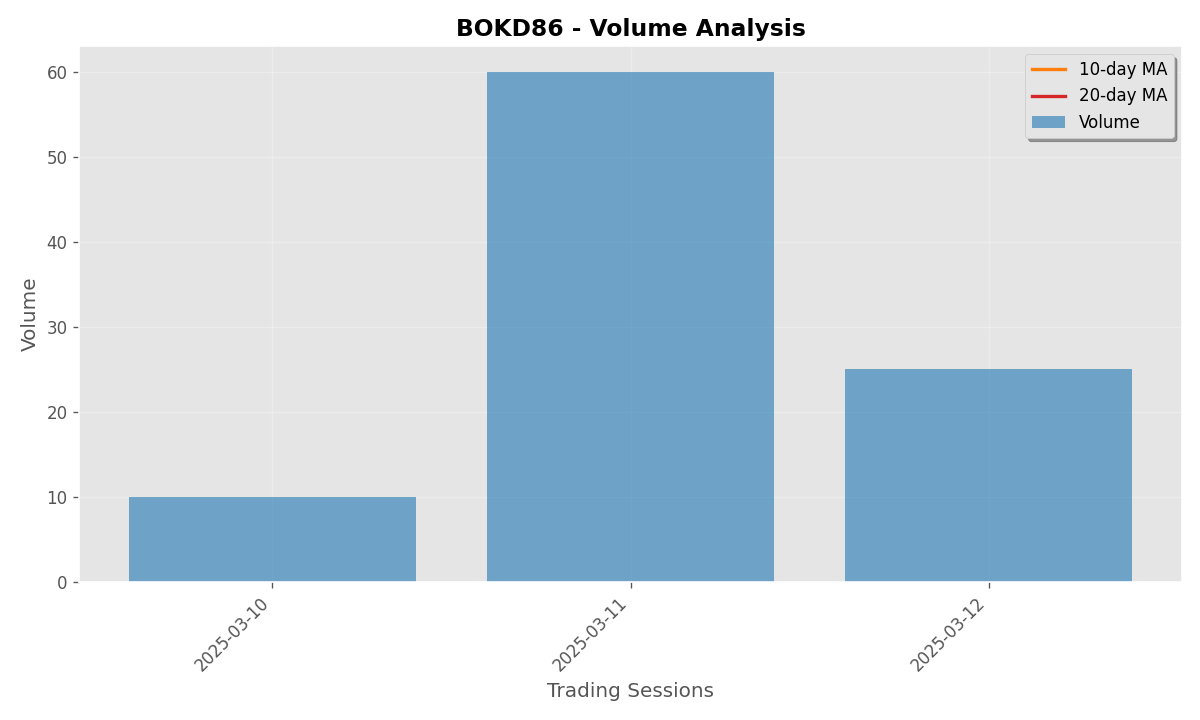 BOKD86 - Volume Analysis
10-day MA
20-day MA
Volume
60
50
40
30
20
10
0
Volume
2025-03-10
2025-03-11
2025-03-12
Trading Sessions